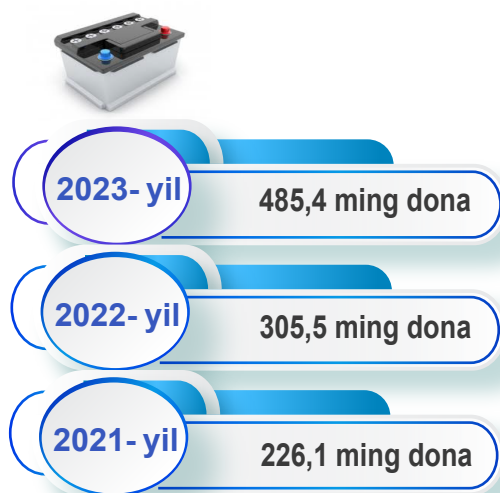 2023- yil
485,4 ming dona
2022- yil
305,5 ming dona
2021- yil
226,1 ming dona